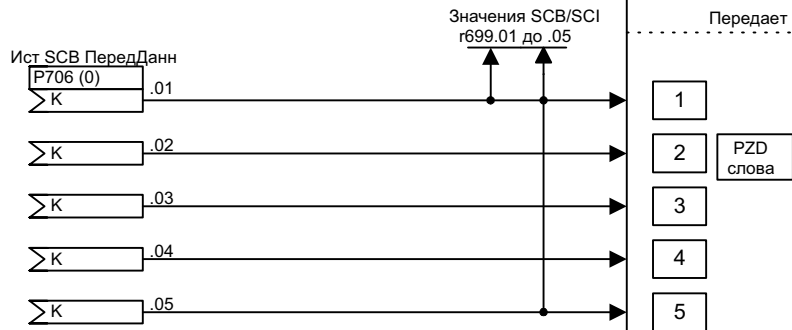 Значения SCB/SCI
r699.01 до .05
Передает
Ист SCB ПередДанн
P706 (0)
K
.01
1
K
.02
2
PZD
слова
K
.03
3
K
.04
4
K
.05
5